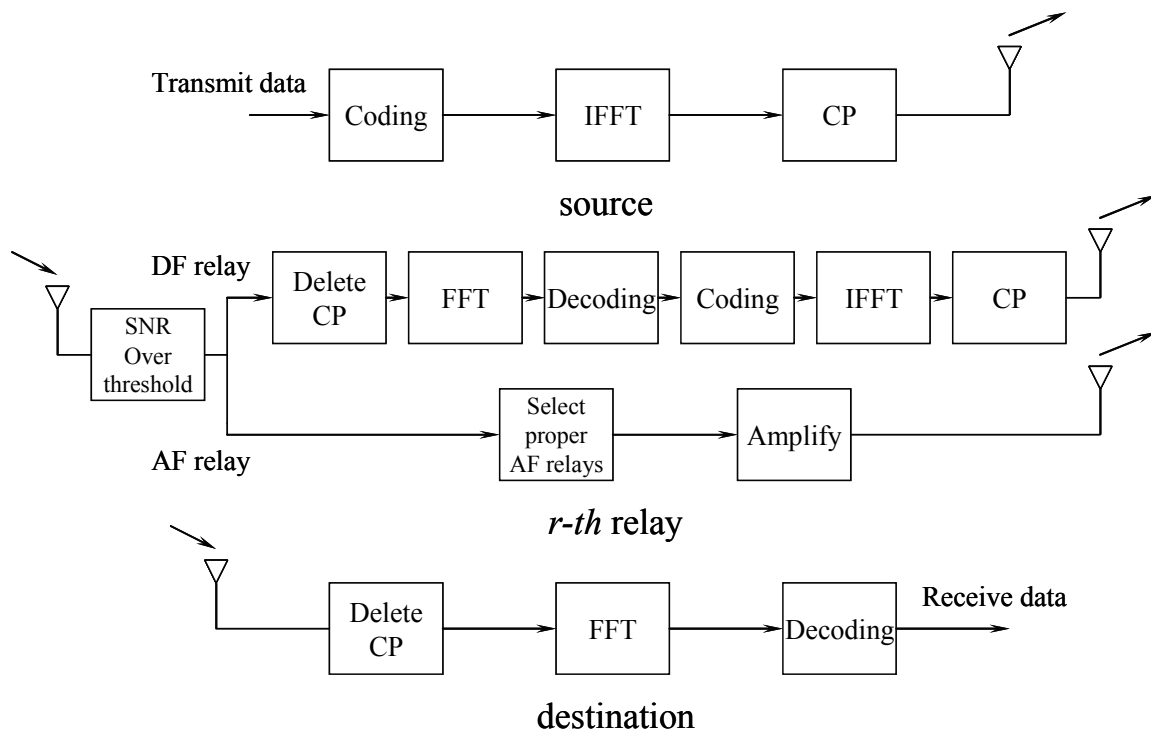 Transmit data
Coding
IFFT
CP
source
DF relay
SNR
Over
threshold
Delete
CP
FFT
Decoding
Coding
IFFT
CP
AF relay
Select
proper
AF relays
Amplify
r-th relay
Delete
CP
FFT
Decoding
Receive data
destination